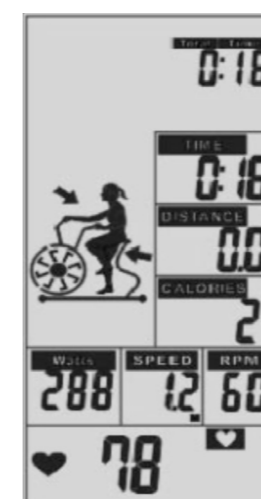 Total Time
0:18
TIME
0:18
DISTANCE
0.0
CALORIES
2
Watts SPEED RPM
288 1.2 60
78